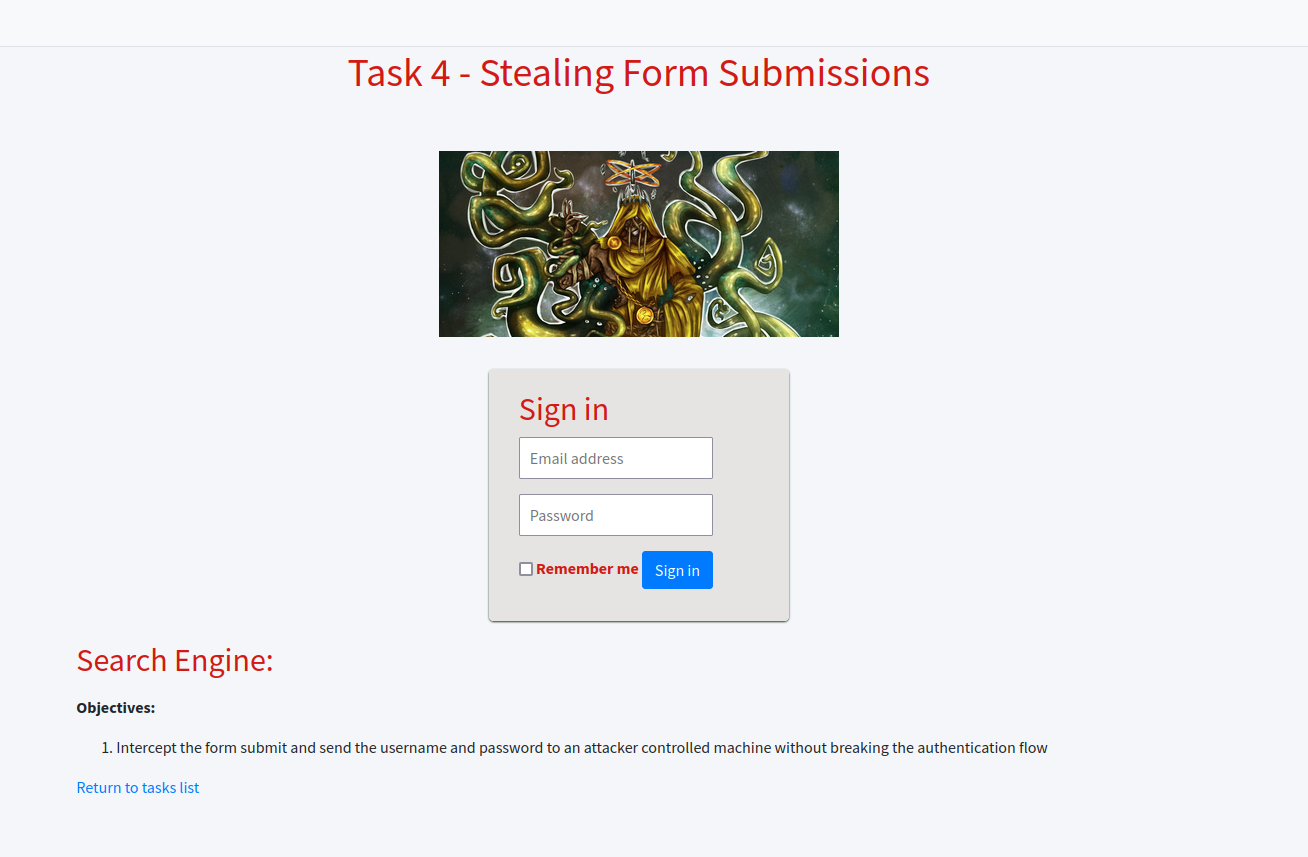 Task 4 - Stealing Form Submissions
Sign in
Email address
Password
Remember me Sign in
Search Engine:
Objectives:
1. Intercept the form submit and send the username and password to an attacker controlled machine without breaking the authentication flow
Return to tasks list